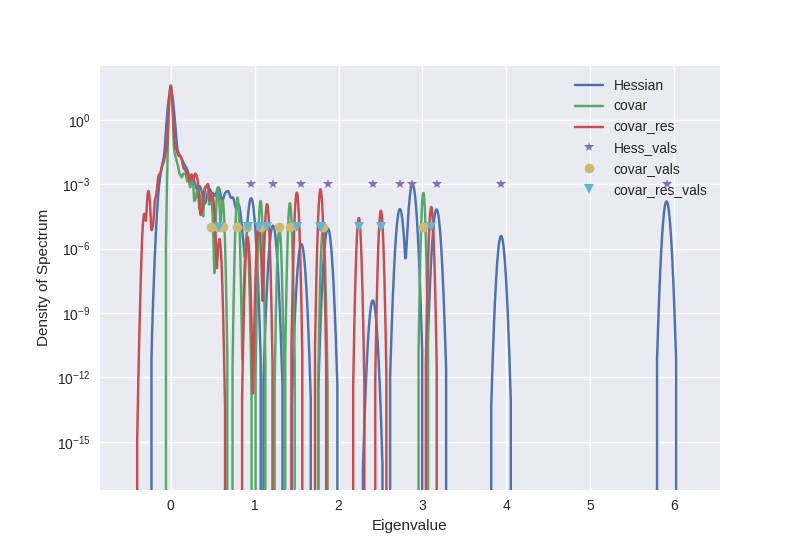 Hessian
covar
covar_res
Hess_vals
covar_vals
covar_res_vals
10^0
10^−3
10^−6
10^−9
10^−12
10^−15
Density of Spectrum
0 1 2 3 4 5 6
Eigenvalue